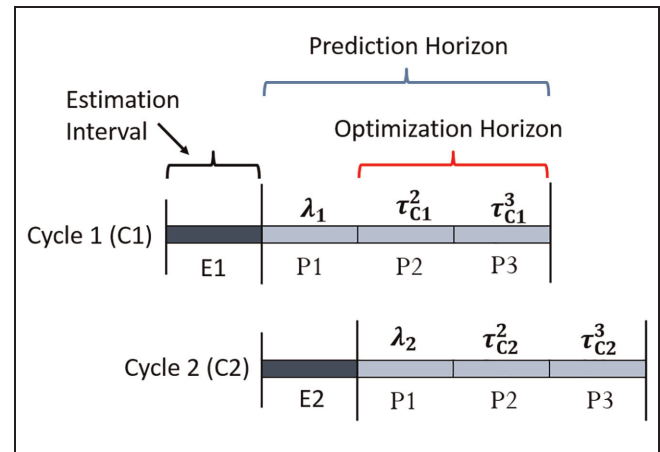 Prediction Horizon
Estimation
Interval
Optimization Horizon
λ₁ τ²C1 τ³C1
Cycle 1 (C1)
E1 P1 P2 P3
λ₂ τ²C2 τ³C2
Cycle 2 (C2)
E2 P1 P2 P3